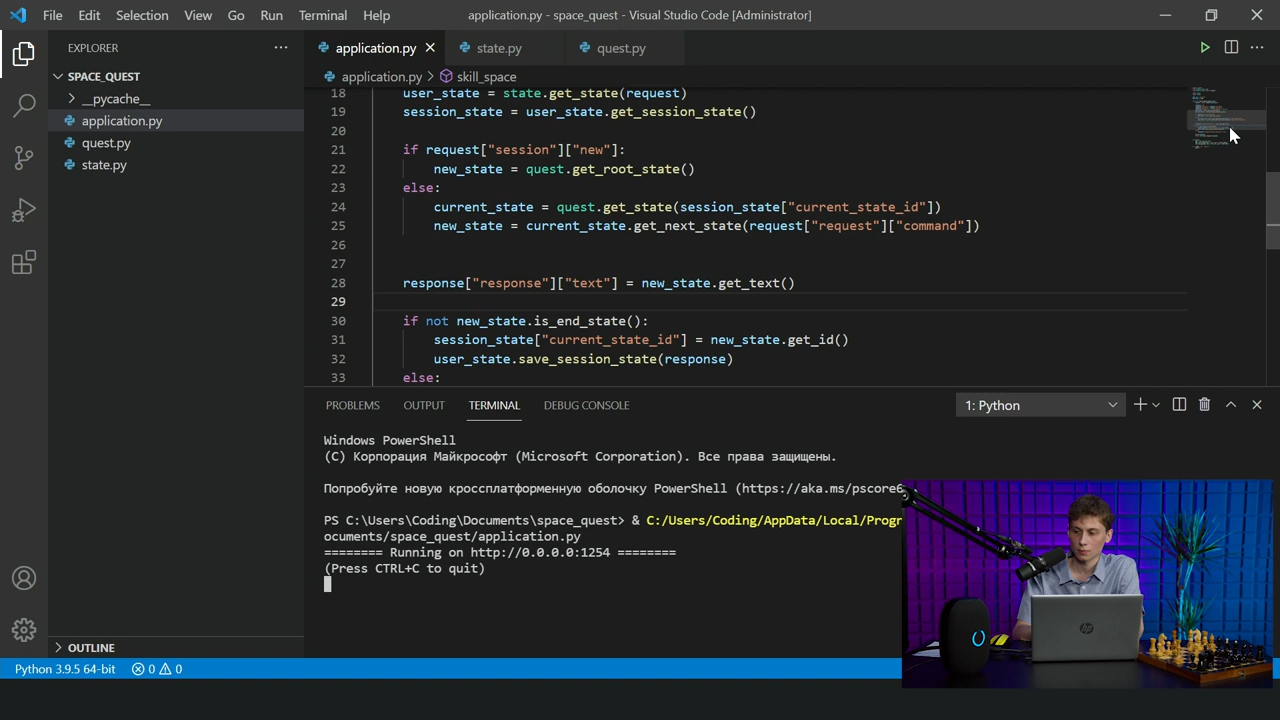 File Edit Selection View Go Run Terminal Help application.py - space_quest - Visual Studio Code [Administrator]
EXPLORER
SPACE_QUEST
__pycache__
application.py
quest.py
state.py
OUTLINE
application.py state.py quest.py
application.py > skill_space
18 user_state = state.get_state(request)
19 session_state = user_state.get_session_state()
20
21 if request["session"]["new"]:
22 new_state = quest.get_root_state()
23 else:
24 current_state = quest.get_state(session_state["current_state_id"])
25 new_state = current_state.get_next_state(request["request"]["command"])
26
27
28 response["response"]["text"] = new_state.get_text()
29
30 if not new_state.is_end_state():
31 session_state["current_state_id"] = new_state.get_id()
32 user_state.save_session_state(response)
33 else:
PROBLEMS OUTPUT TERMINAL DEBUG CONSOLE 1: Python
Windows PowerShell
(C) Корпорация Майкрософт (Microsoft Corporation). Все права защищены.
Попробуйте новую кроссплатформенную оболочку PowerShell (https://aka.ms/pscore6
PS C:\Users\Coding\Documents\space_quest> & C:/Users/Coding/AppData/Local/Progr
ocuments/space_quest/application.py
======== Running on http://0.0.0.0:1254 ========
(Press CTRL+C to quit)
hp
Python 3.9.5 64-bit 0 0